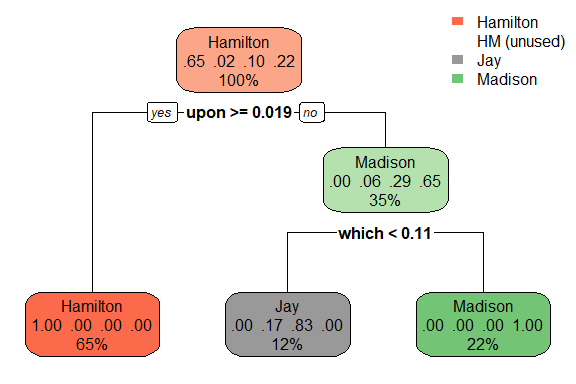 Hamilton
HM (unused)
Jay
Madison
Hamilton
.65 .02 .10 .22
100%
yes upon >= 0.019 no
Madison
.00 .06 .29 .65
35%
which < 0.11
Hamilton
1.00 .00 .00 .00
65%
Jay
.00 .17 .83 .00
12%
Madison
.00 .00 .00 1.00
22%